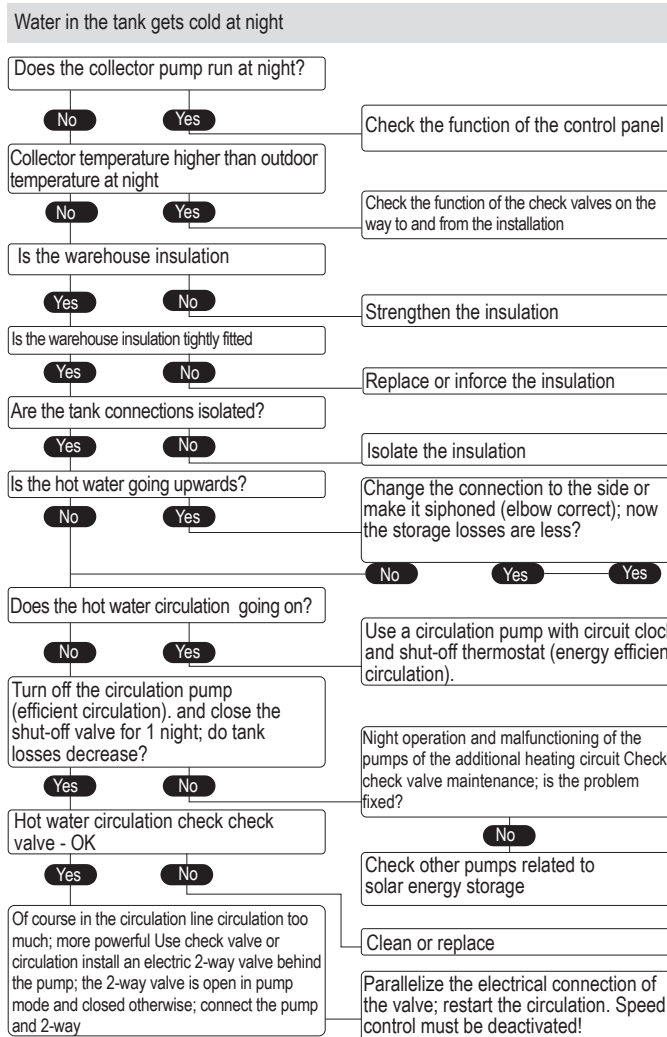 Water in the tank gets cold at night
Does the collector pump run at night?
No
Yes
Check the function of the control panel
Collector temperature higher than outdoor
temperature at night
No
Yes
Check the function of the check valves on the
way to and from the installation
Is the warehouse insulation
Yes
No
Strengthen the insulation
Is the warehouse insulation tightly fitted
Yes
No
Replace or inforce the insulation
Are the tank connections isolated?
Yes
No
Isolate the insulation
Is the hot water going upwards?
No
Yes
Change the connection to the side or
make it siphoned (elbow correct); now
the storage losses are less?
No
Yes
Yes
Does the hot water circulation going on?
No
Yes
Use a circulation pump with circuit clock
and shut-off thermostat (energy efficien
circulation).
Turn off the circulation pump
(efficient circulation). and close the
shut-off valve for 1 night; do tank
losses decrease?
Yes
No
Night operation and malfunctioning of the
pumps of the additional heating circuit Check
check valve maintenance; is the problem
fixed?
No
Check other pumps related to
solar energy storage
Hot water circulation check check
valve - OK
Yes
No
Clean or replace
Of course in the circulation line circulation too
much; more powerful Use check valve or
circulation install an electric 2-way valve behind
the pump; the 2-way valve is open in pump
mode and closed otherwise; connect the pump
and 2-way
Parallelize the electrical connection of
the valve; restart the circulation. Speed
control must be deactivated!